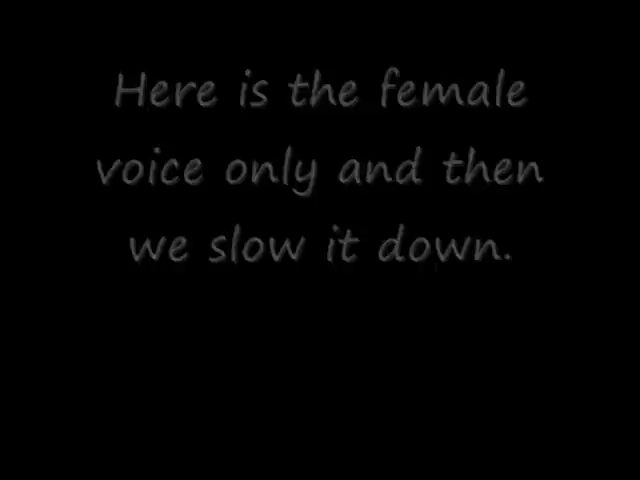 Here is the female
voice only and then
we slow it down.